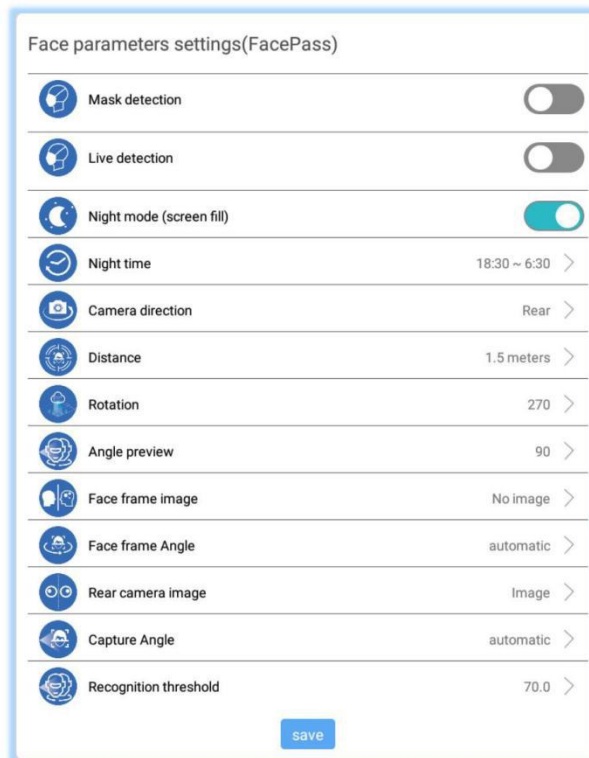 Face parameters settings(FacePass)
Mask detection
Live detection
Night mode (screen fill)
Night time 18:30 ~ 6:30
Camera direction Rear
Distance 1.5 meters
Rotation 270
Angle preview 90
Face frame image No image
Face frame Angle automatic
Rear camera image Image
Capture Angle automatic
Recognition threshold 70.0
save